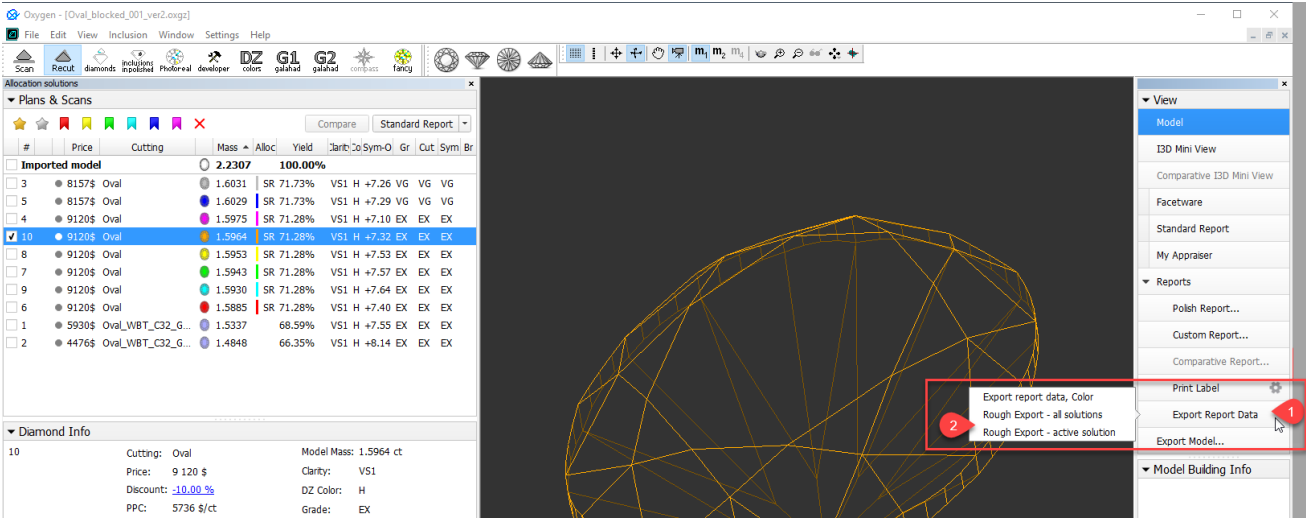 Oxygen - [Oval_blocked_001_ver2.oxgz]
File Edit View Inclusion Window Settings Help
Scan Recut diamonds inclusions inpolished Photoreal developer DZ colors G1 galahad G2 galahad compass fancy m1 m2 m4
Allocation solutions
Plans & Scans
Compare Standard Report
# Price Cutting Mass Alloc Yield Clarity Co Sym-O Gr Cut Sym Br
Imported model 2.2307 100.00%
3 8157$ Oval 1.6031 SR 71.73% VS1 H +7.26 VG VG VG
5 8157$ Oval 1.6029 SR 71.73% VS1 H +7.29 VG VG VG
4 9120$ Oval 1.5975 SR 71.28% VS1 H +7.10 EX EX EX
10 9120$ Oval 1.5964 SR 71.28% VS1 H +7.32 EX EX EX
8 9120$ Oval 1.5953 SR 71.28% VS1 H +7.53 EX EX EX
7 9120$ Oval 1.5943 SR 71.28% VS1 H +7.57 EX EX EX
9 9120$ Oval 1.5930 SR 71.28% VS1 H +7.64 EX EX EX
6 9120$ Oval 1.5885 SR 71.28% VS1 H +7.40 EX EX EX
1 5930$ Oval_WBT_C32_G... 1.5337 68.59% VS1 H +7.55 EX EX EX
2 4476$ Oval_WBT_C32_G... 1.4848 66.35% VS1 H +8.14 EX EX EX
Diamond Info
10 Cutting: Oval Model Mass: 1.5964 ct
Price: 9 120 $ Clarity: VS1
Discount: -10.00 % DZ Color: H
PPC: 5736 $/ct Grade: EX
View
Model
I3D Mini View
Comparative I3D Mini View
Facetware
Standard Report
My Appraiser
Reports
Polish Report...
Custom Report...
Comparative Report...
Print Label
Export Report Data 1
Export report data, Color
Rough Export - all solutions
2 Rough Export - active solution
Export Model...
Model Building Info